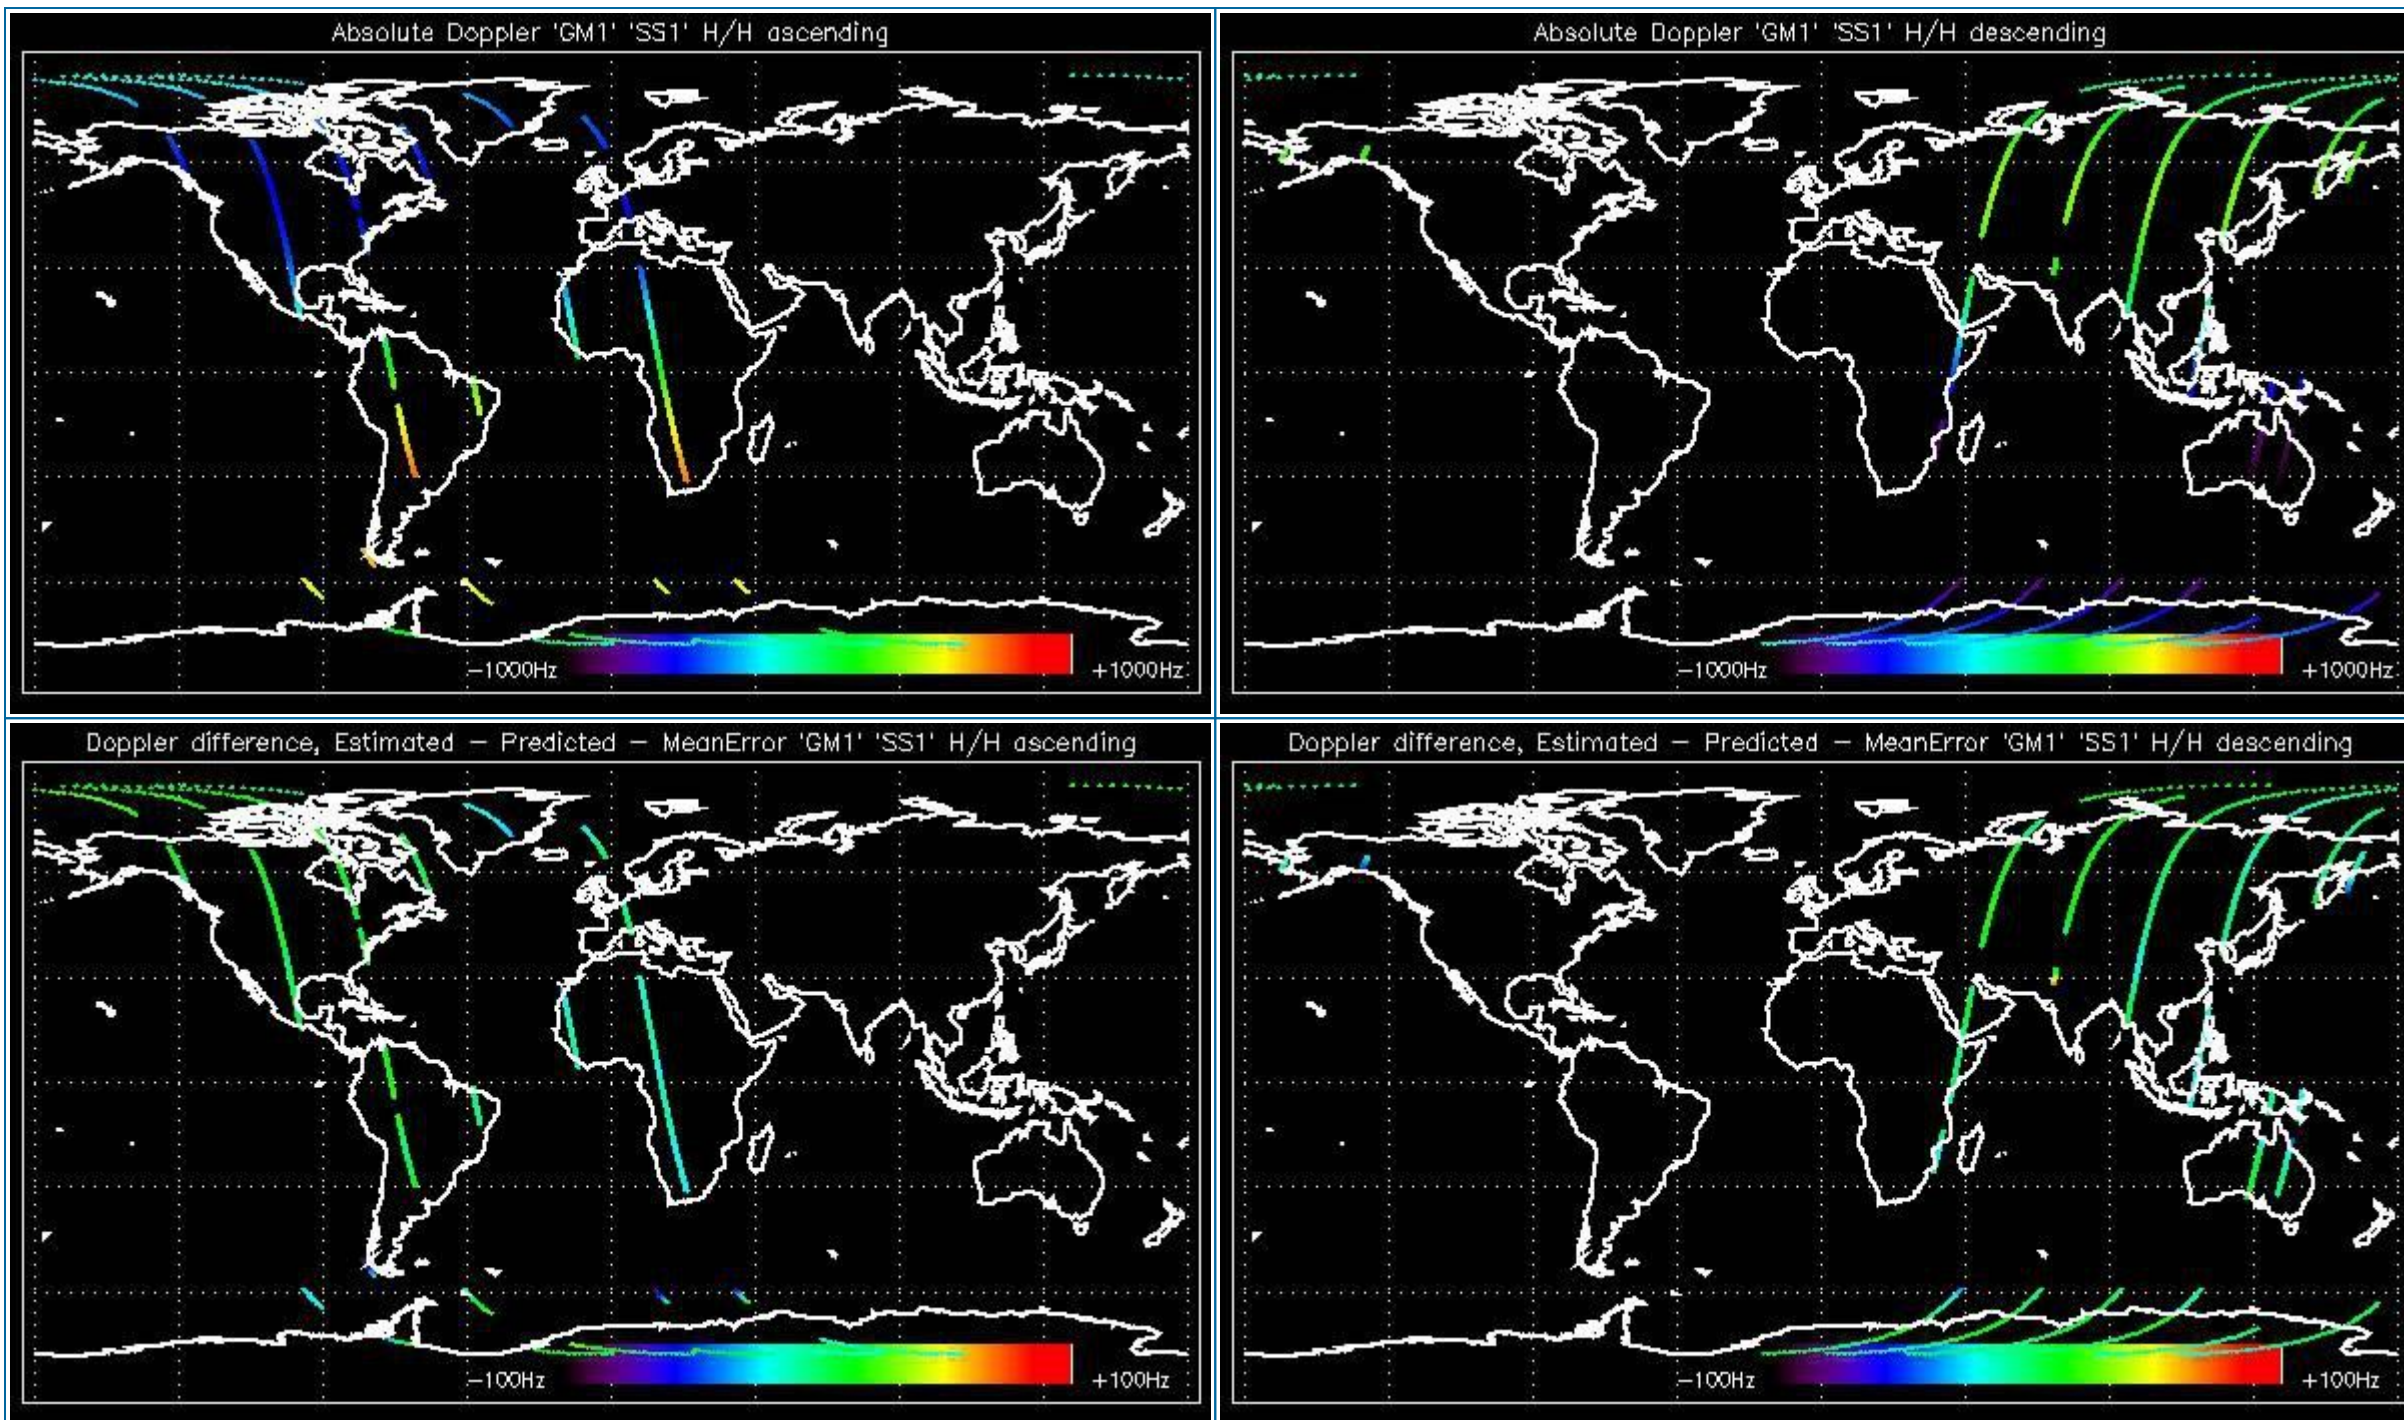 Absolute Doppler 'GM1' 'SS1' H/H ascending
−1000Hz
+1000Hz
Absolute Doppler 'GM1' 'SS1' H/H descending
−1000Hz
+1000Hz
Doppler difference, Estimated − Predicted − MeanError 'GM1' 'SS1' H/H ascending
−100Hz
+100Hz
Doppler difference, Estimated − Predicted − MeanError 'GM1' 'SS1' H/H descending
−100Hz
+100Hz